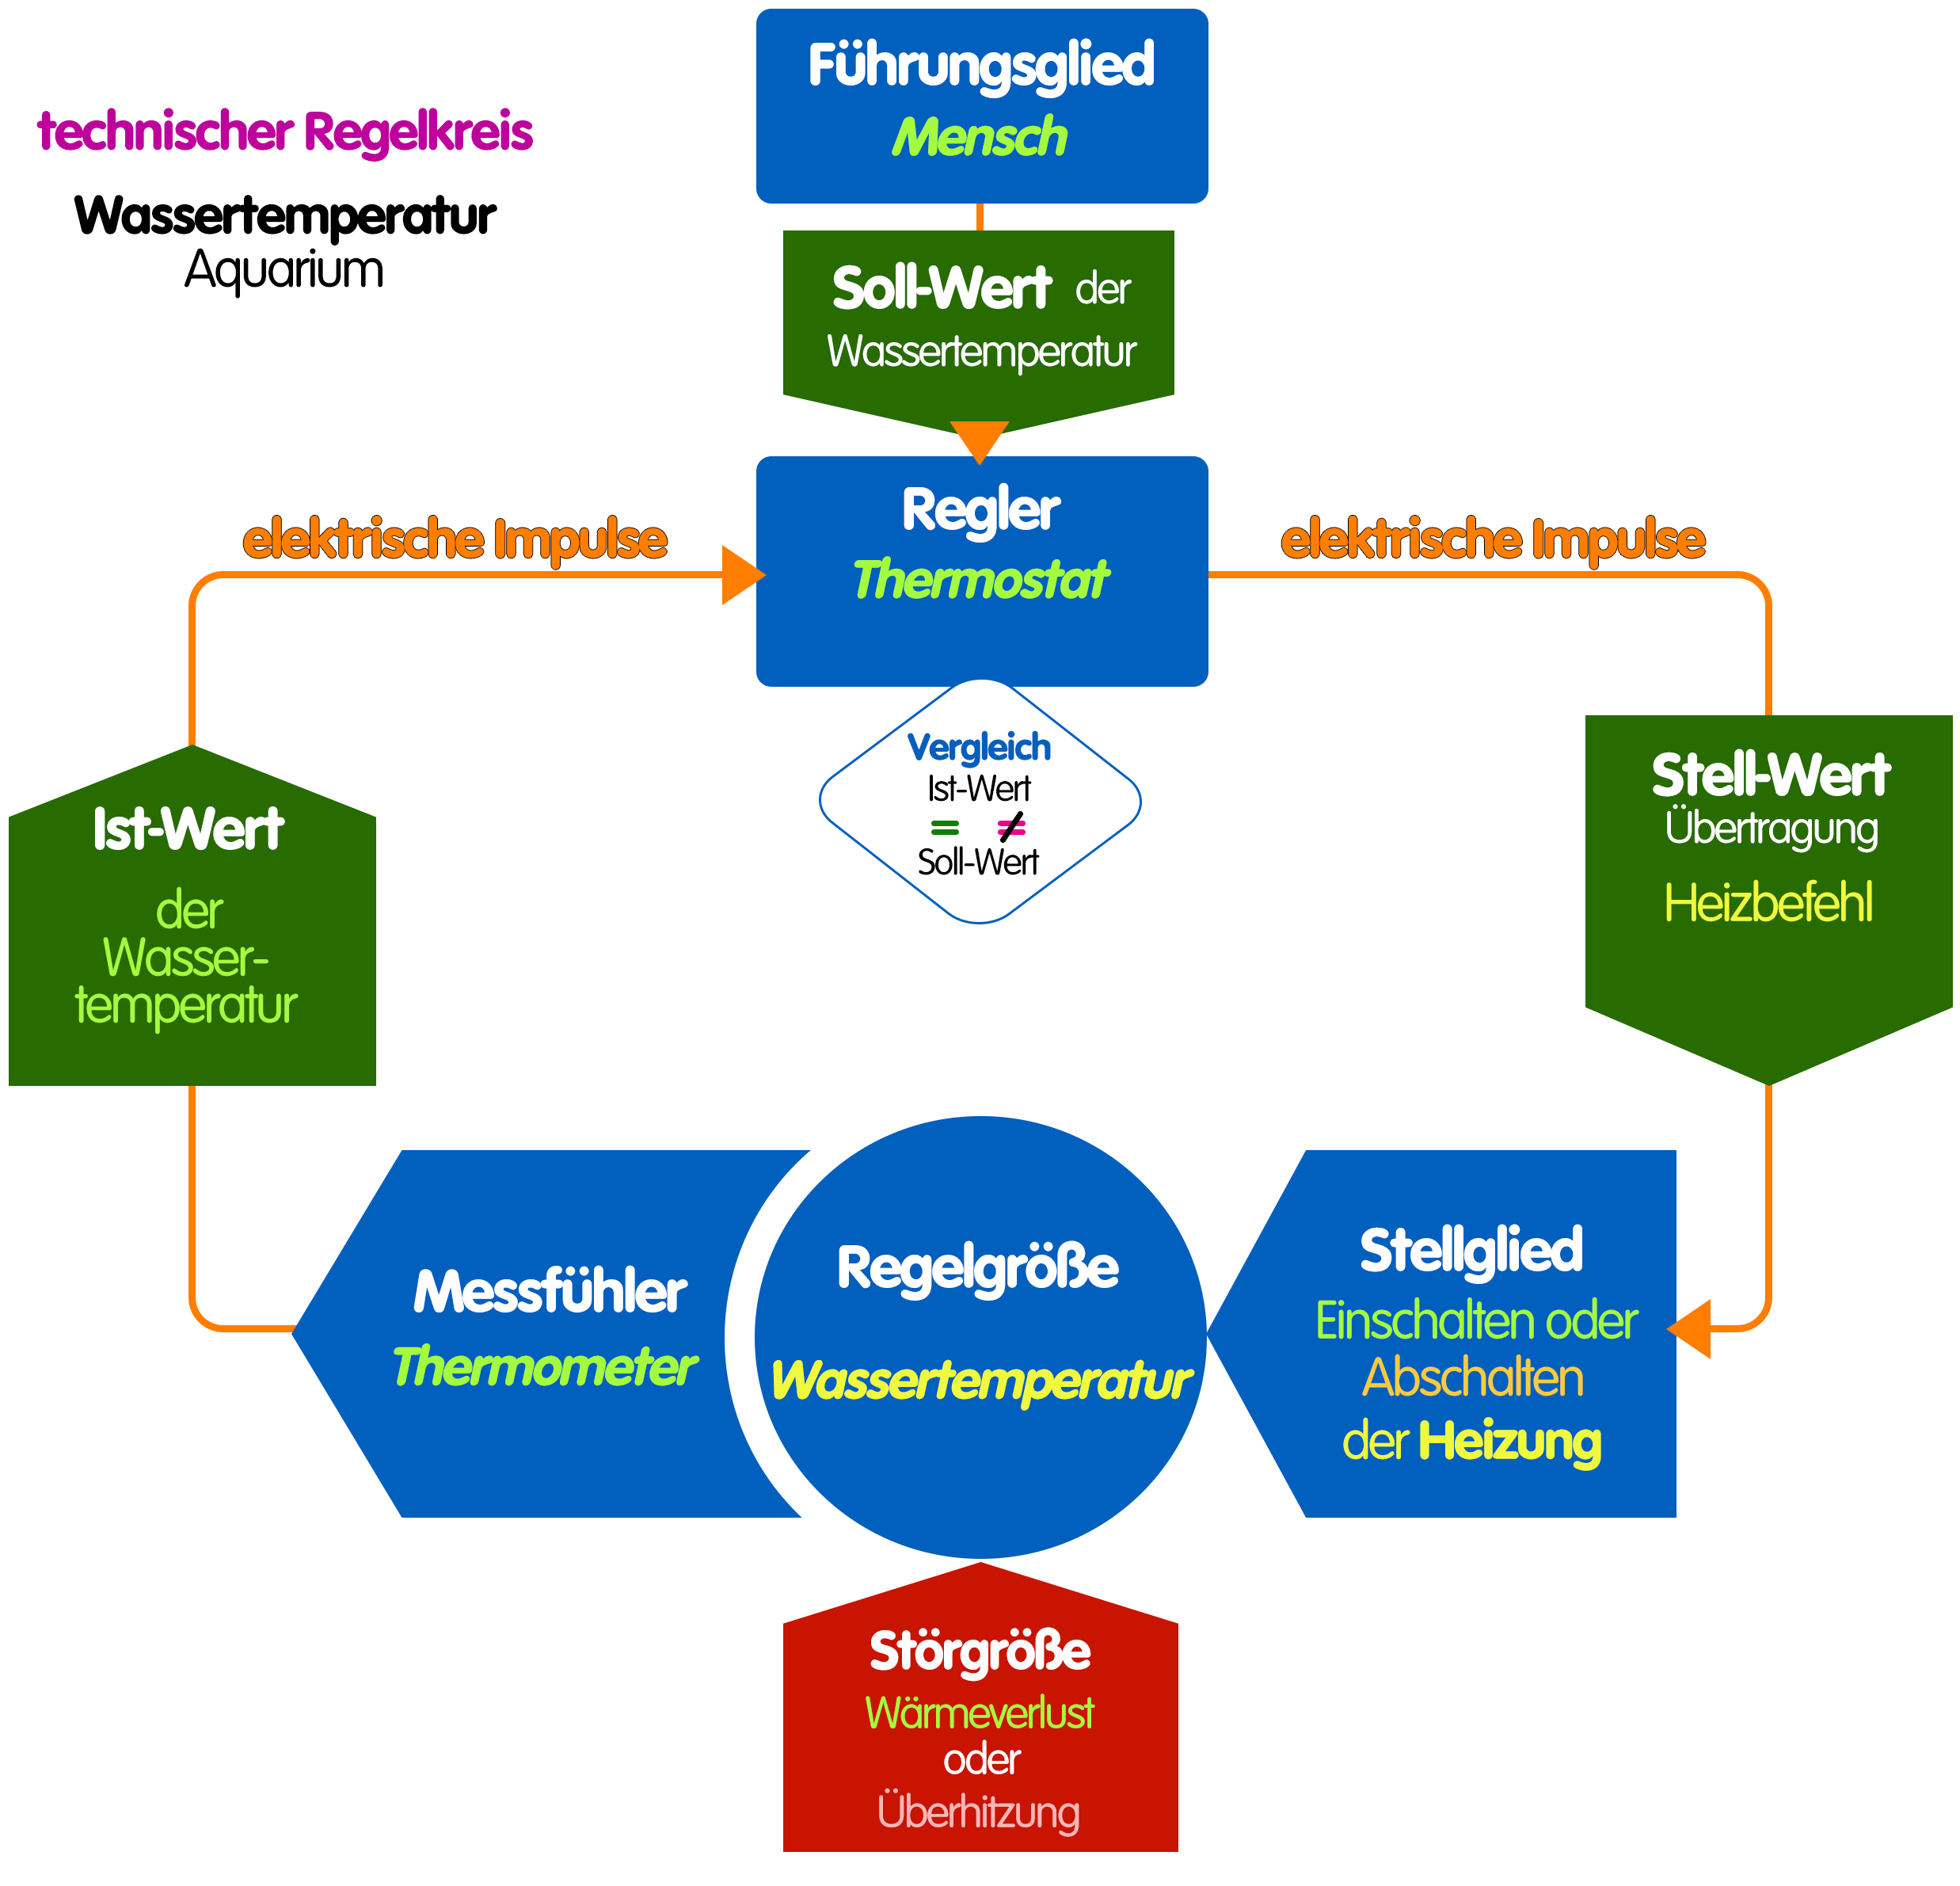 technischer Regelkreis
Wassertemperatur
Aquarium
Führungsglied
Mensch
Soll-Wert der
Wassertemperatur
elektrische Impulse
Regler
Thermostat
elektrische Impulse
Vergleich
Ist-Wert
= ≠
Soll-Wert
Ist-Wert
der
Wasser-
temperatur
Stell-Wert
Übertragung
Heizbefehl
Messfühler
Thermometer
Regelgröße
Wassertemperatur
Stellglied
Einschalten oder
Abschalten
der Heizung
Störgröße
Wärmeverlust
oder
Überhitzung